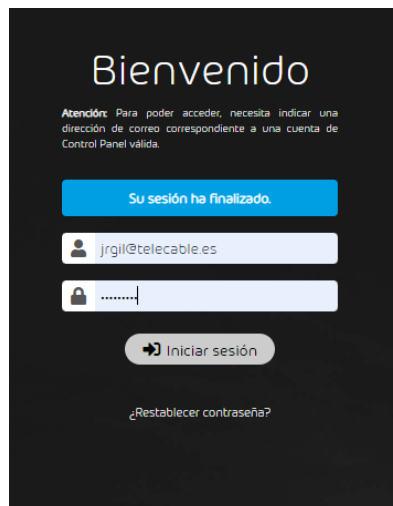 Bienvenido
Atención: Para poder acceder, necesita indicar una
dirección de correo correspondiente a una cuenta de
Control Panel válida.
Su sesión ha finalizado.
jrgil@telecable.es
.........
Iniciar sesión
¿Restablecer contraseña?